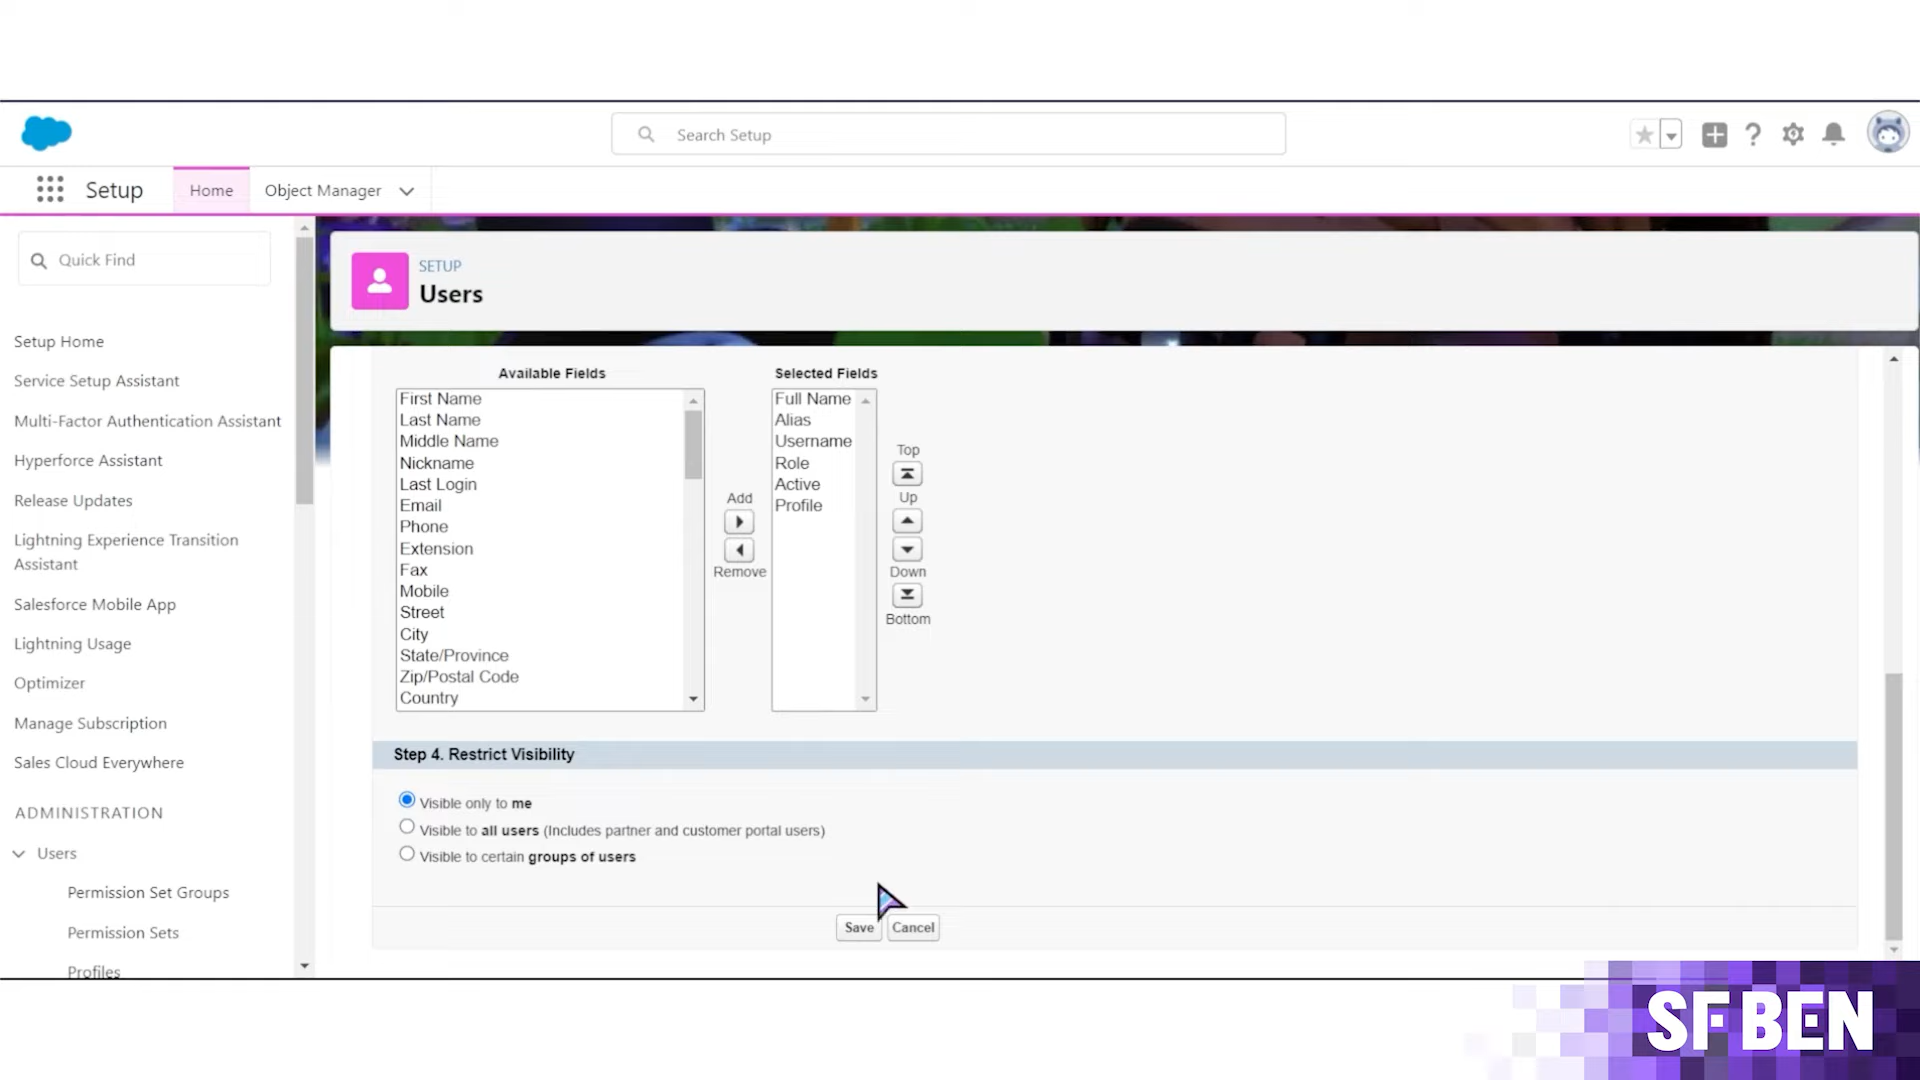 Search Setup
Setup
Home
Object Manager
Quick Find
Setup Home
Service Setup Assistant
Multi-Factor Authentication Assistant
Hyperforce Assistant
Release Updates
Lightning Experience Transition
Assistant
Salesforce Mobile App
Lightning Usage
Optimizer
Manage Subscription
Sales Cloud Everywhere
ADMINISTRATION
Users
Permission Set Groups
Permission Sets
Profiles
SETUP
Users
Available Fields
First Name
Last Name
Middle Name
Nickname
Last Login
Email
Phone
Extension
Fax
Mobile
Street
City
State/Province
Zip/Postal Code
Country
Add
Remove
Selected Fields
Full Name
Alias
Username
Role
Active
Profile
Top
Up
Down
Bottom
Step 4. Restrict Visibility
Visible only to me
Visible to all users (Includes partner and customer portal users)
Visible to certain groups of users
Save
Cancel
SF BEN